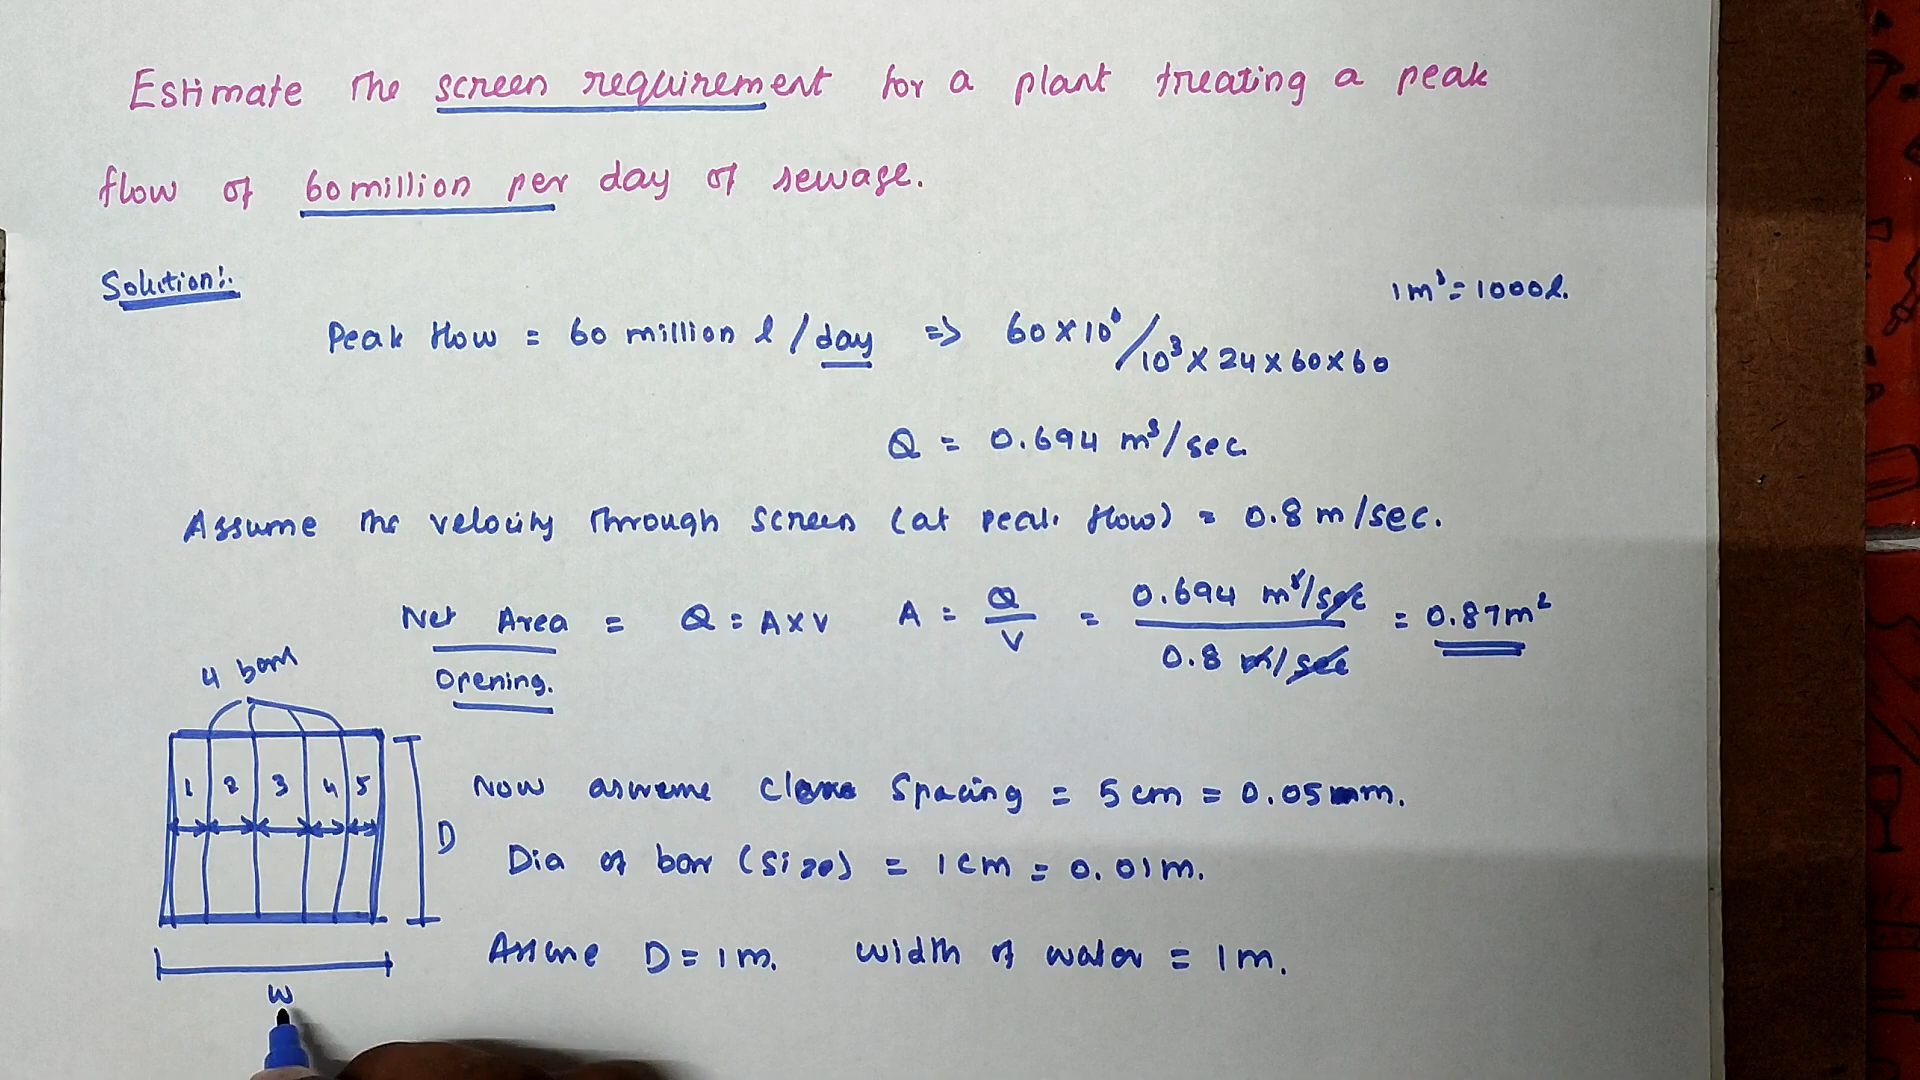 Estimate the screen requirement for a plant treating a peak
flow of 60 million per day of sewage.
Solution:
1m³ = 1000l.
Peak flow = 60 million l / day => 60 x 10⁶ / 10³ x 24 x 60 x 60
Q = 0.694 m³/sec.
Assume the velocity through screen (at peak flow) = 0.8 m/sec.
Net Area = Q = A x V A = Q/V = 0.694 m³/sec / 0.8 m/sec = 0.87m²
Opening.
4 bars
1 2 3 4 5
D
Now assume Spacing = 5 cm = 0.05 m.
Dia of bar (size) = 1cm = 0.01m.
Assume D = 1m. width of water = 1m.
W